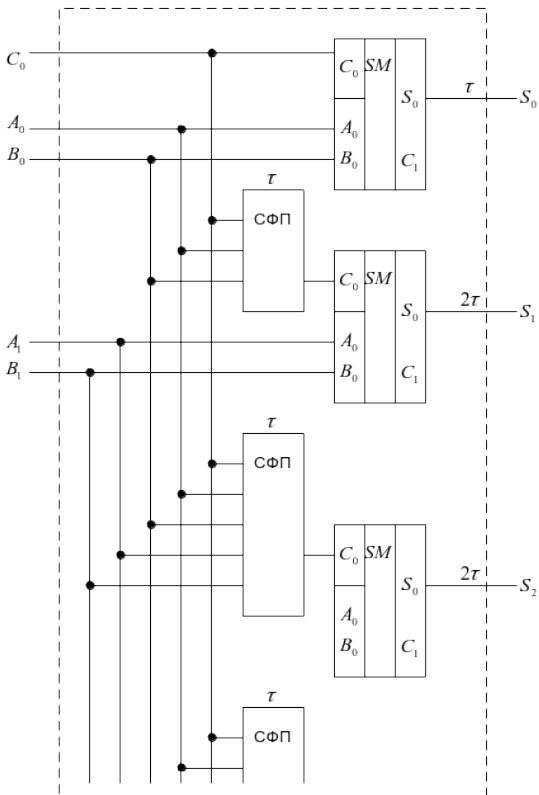 C₀ C₀ SM S₀ τ S₀
A₀ A₀
B₀ B₀ C₁
τ
СФП
C₀ SM S₀ 2τ S₁
A₁ A₀
B₁ B₀ C₁
τ
СФП
C₀ SM S₀ 2τ S₂
A₀
B₀ C₁
τ
СФП